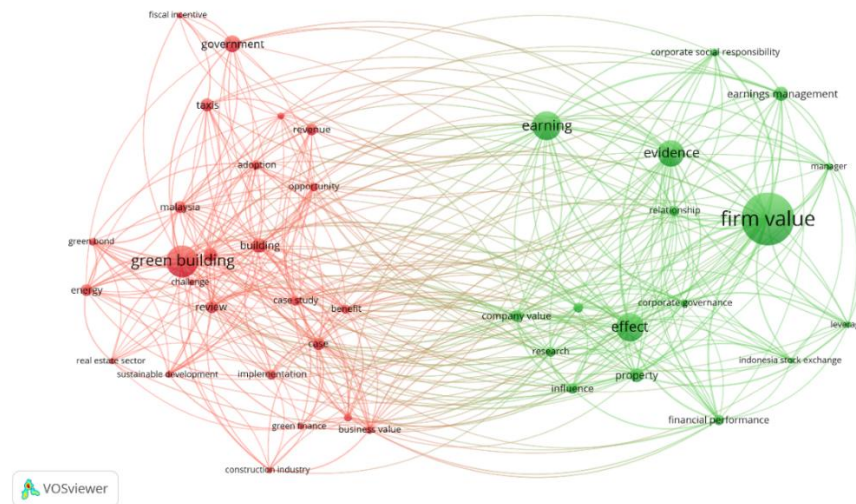 fiscal incentive
government
taxis
revenue
adoption
opportunity
malaysia
green bond
building
green building
challenge
energy
review
case study
benefit
case
real estate sector
sustainable development
implementation
green finance
business value
construction industry
corporate social responsibility
earnings management
earning
evidence
manager
relationship
firm value
corporate governance
company value
effect
leverag
research
indonesia stock exchange
property
influence
financial performance
VOSviewer